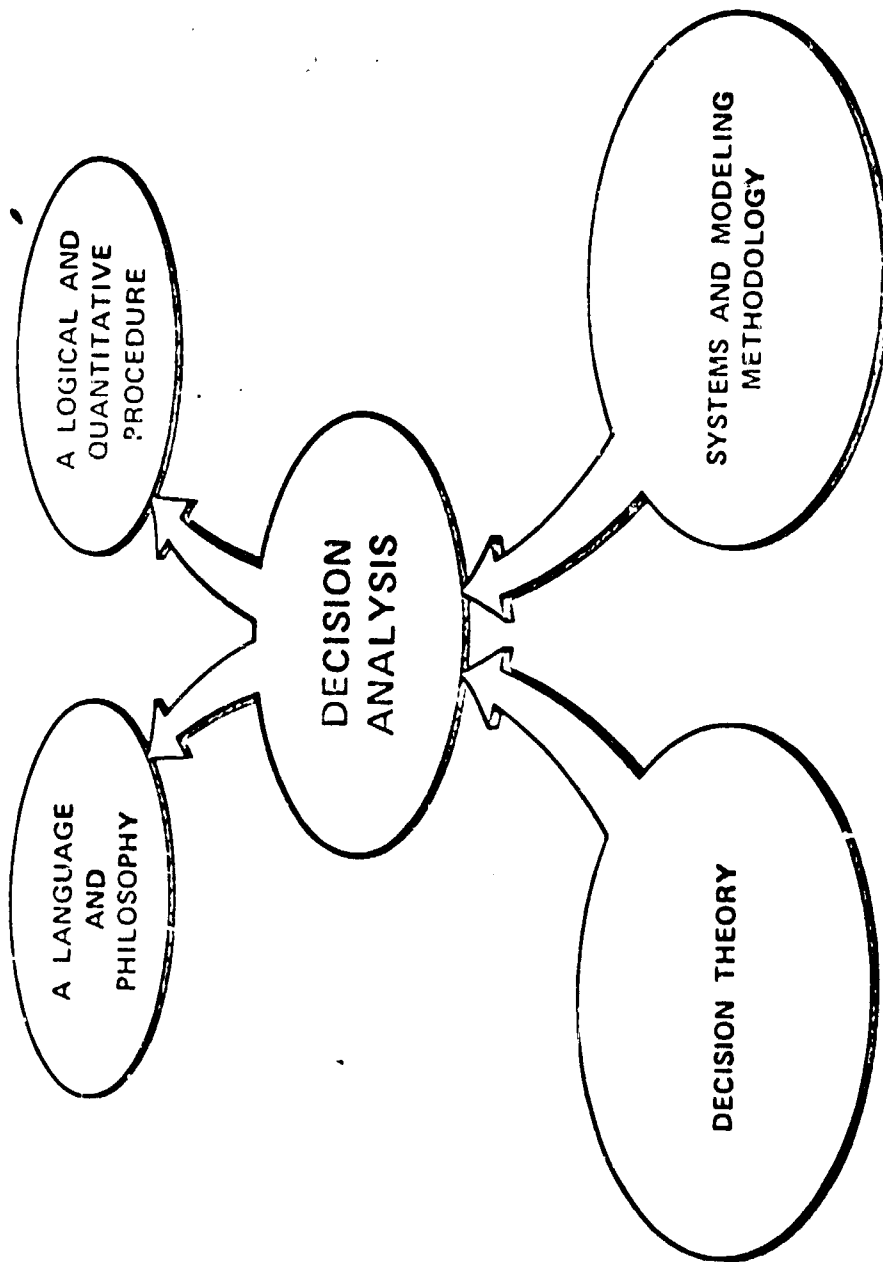 A LANGUAGE
AND
PHILOSOPHY
A LOGICAL AND
QUANTITATIVE
PROCEDURE
DECISION
ANALYSIS
DECISION THEORY
SYSTEMS AND MODELING
METHODOLOGY